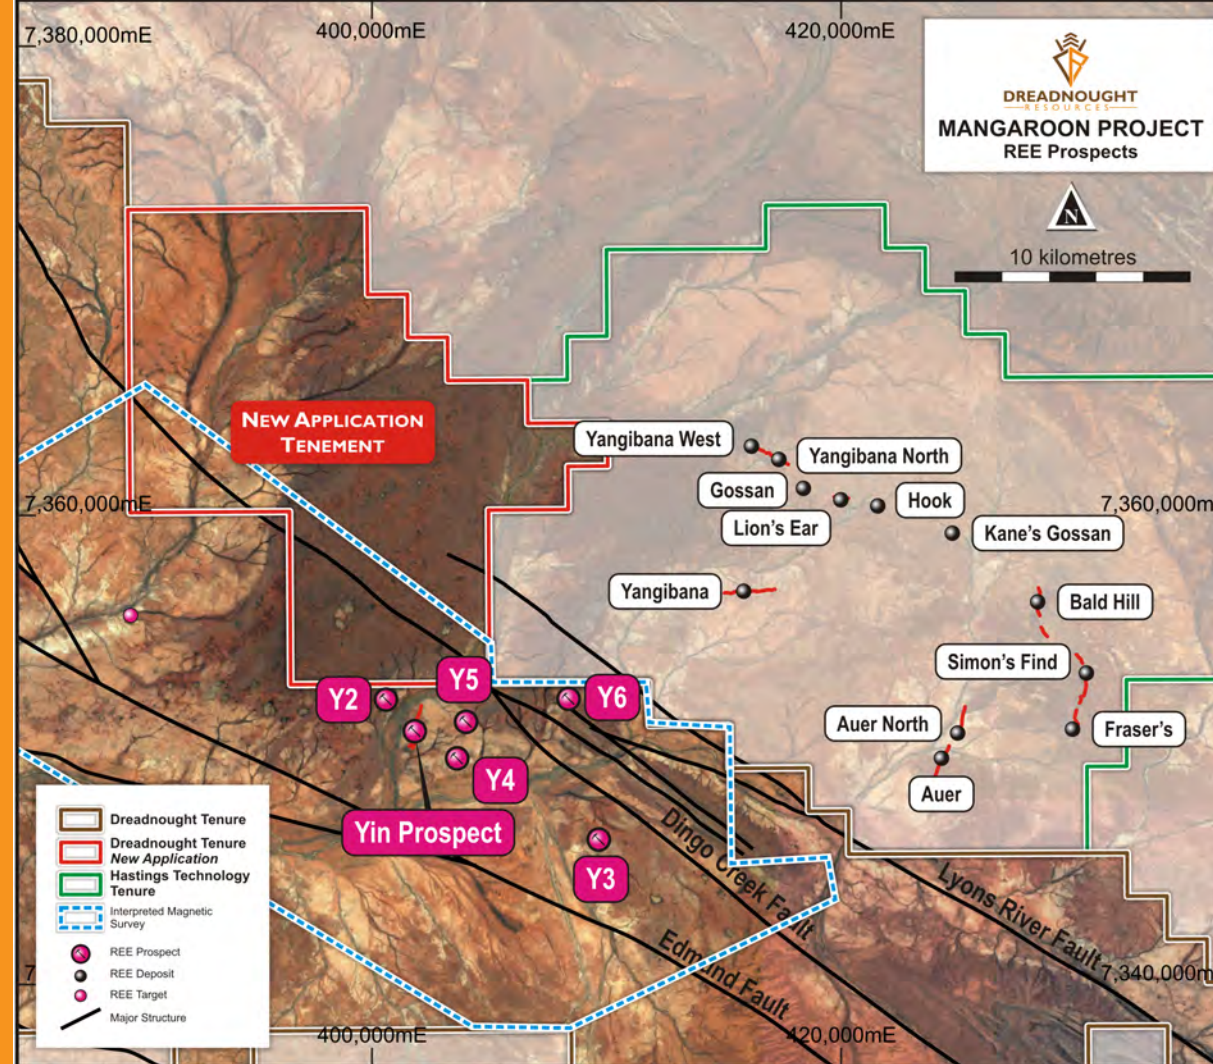 7,380,000mE
400,000mE
420,000mE
DREADNOUGHT
RESOURCES
MANGAROON PROJECT
REE Prospects
N
10 kilometres
NEW APPLICATION
TENEMENT
Yangibana West
Yangibana North
Gossan
Hook
7,360,000mE
7,360,000m
Lion's Ear
Kane's Gossan
Yangibana
Bald Hill
Simon's Find
Y5
Y2
Y6
Auer North
Fraser's
Y4
Auer
Yin Prospect
Y3
Dingo Creek Fault
Lyons River Fault
Edmund Fault
Dreadnought Tenure
Dreadnought Tenure
New Application
Hastings Technology
Tenure
Interpreted Magnetic
Survey
REE Prospect
REE Deposit
REE Target
Major Structure
7
7,340,000m
400,000mE
420,000mE